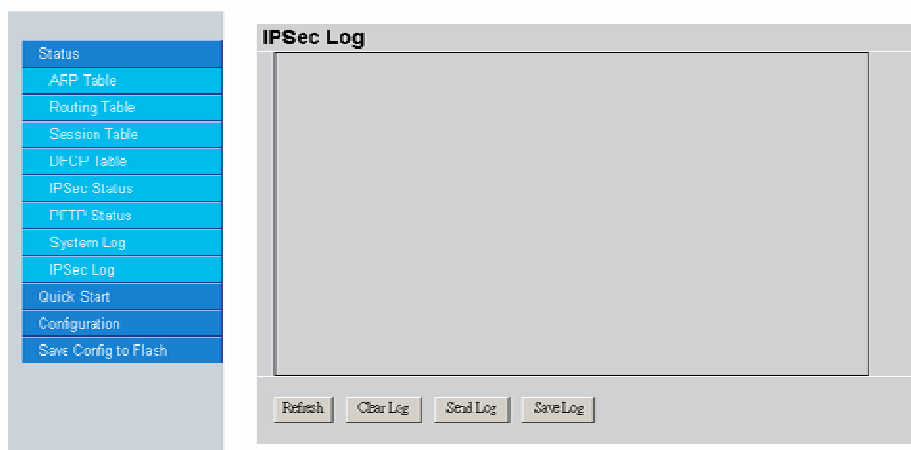 IPSec Log
Status
ARP Table
Routing Table
Session Table
DHCP Table
IPSec Status
PPTP Status
System Log
IPSec Log
Quick Start
Configuration
Save Config to Flash
Refresh
Clear Log
Send Log
Save Log